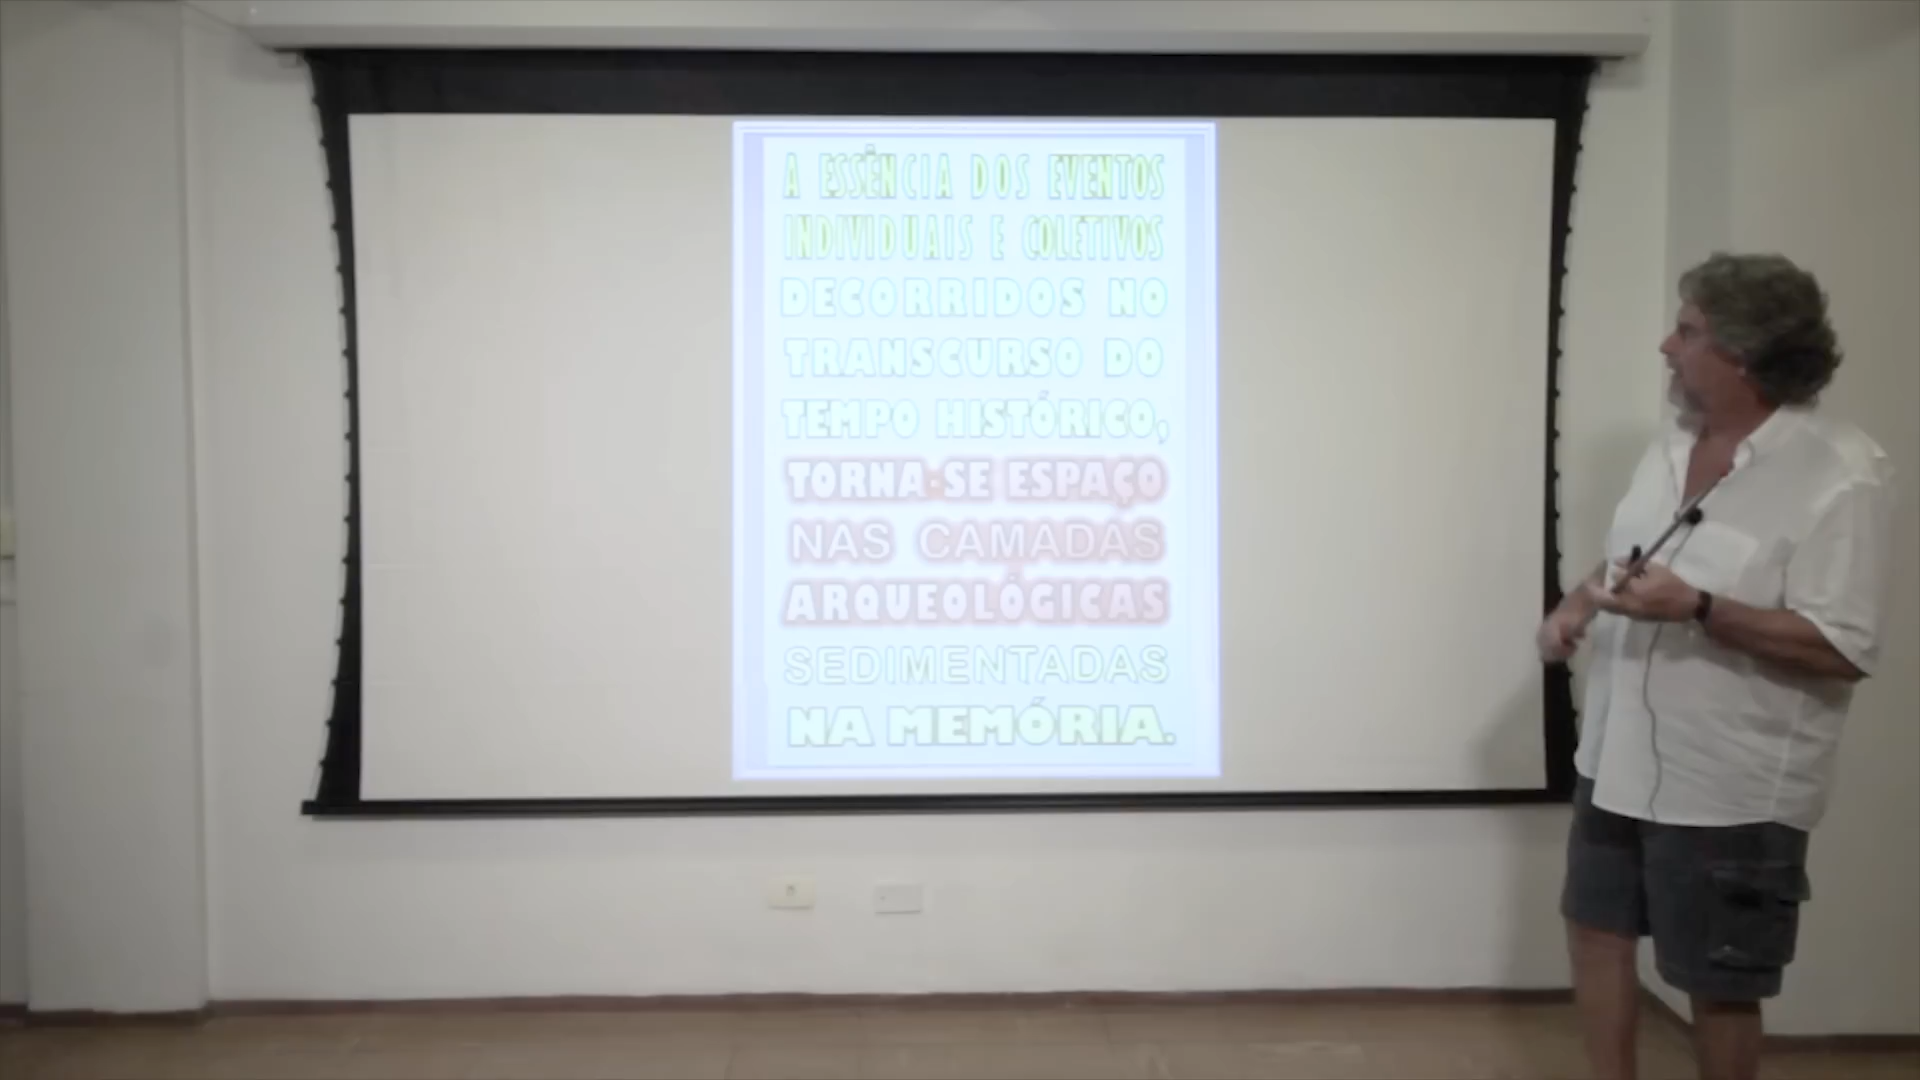 A ESSÊNCIA DOS EVENTOS
INDIVIDUAIS E COLETIVOS
DECORRIDOS NO
TRANSCURSO DO
TEMPO HISTÓRICO,
TORNA-SE ESPAÇO
NAS CAMADAS
ARQUEOLÓGICAS
SEDIMENTADAS
NA MEMÓRIA.